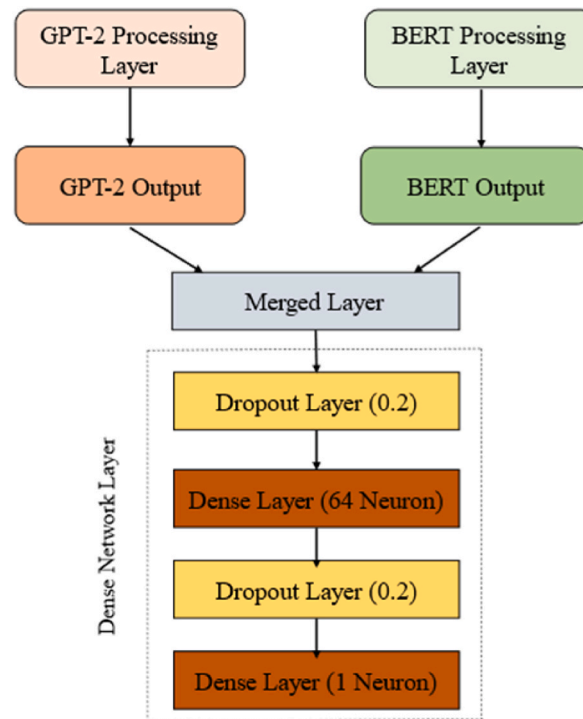 GPT-2 Processing
Layer
BERT Processing
Layer
GPT-2 Output
BERT Output
Merged Layer
Dense Network Layer
Dropout Layer (0.2)
Dense Layer (64 Neuron)
Dropout Layer (0.2)
Dense Layer (1 Neuron)